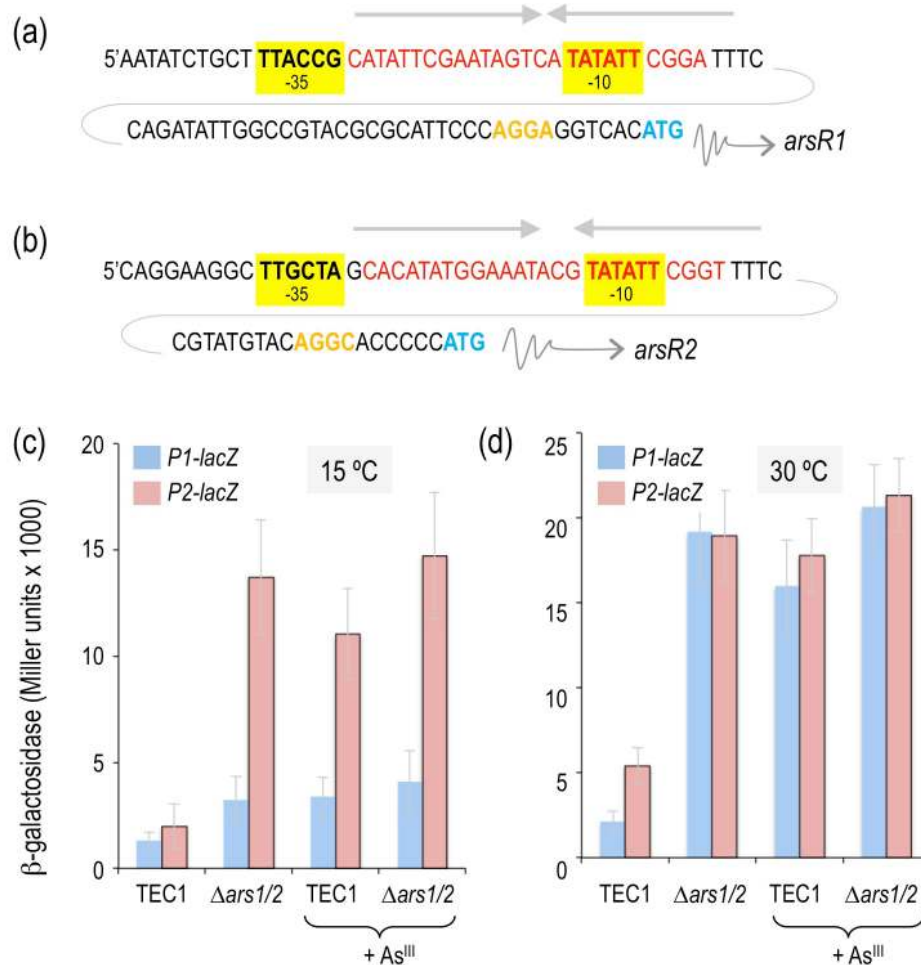 (a)
5'AATATCTGCT TTACCG CATATTCGAATAGTCA TATATT CGGA TTTC
-35 -10
CAGATATTGGCCGTACGCGCATTCCCAGGAGGTCACATG arsR1
(b)
5'CAGGAAGGC TTGCTA GCACATATGGAAATACG TATATT CGGT TTTC
-35 -10
CGTATGTACAGGCACCCCCATG arsR2
(c)
β-galactosidase (Miller units x 1000)
20
15
10
5
0
P1-lacZ
P2-lacZ
15 ºC
TEC1 Δars1/2 TEC1 Δars1/2
+ AsIII
(d)
25
20
15
10
5
0
P1-lacZ
P2-lacZ
30 ºC
TEC1 Δars1/2 TEC1 Δars1/2
+ AsIII